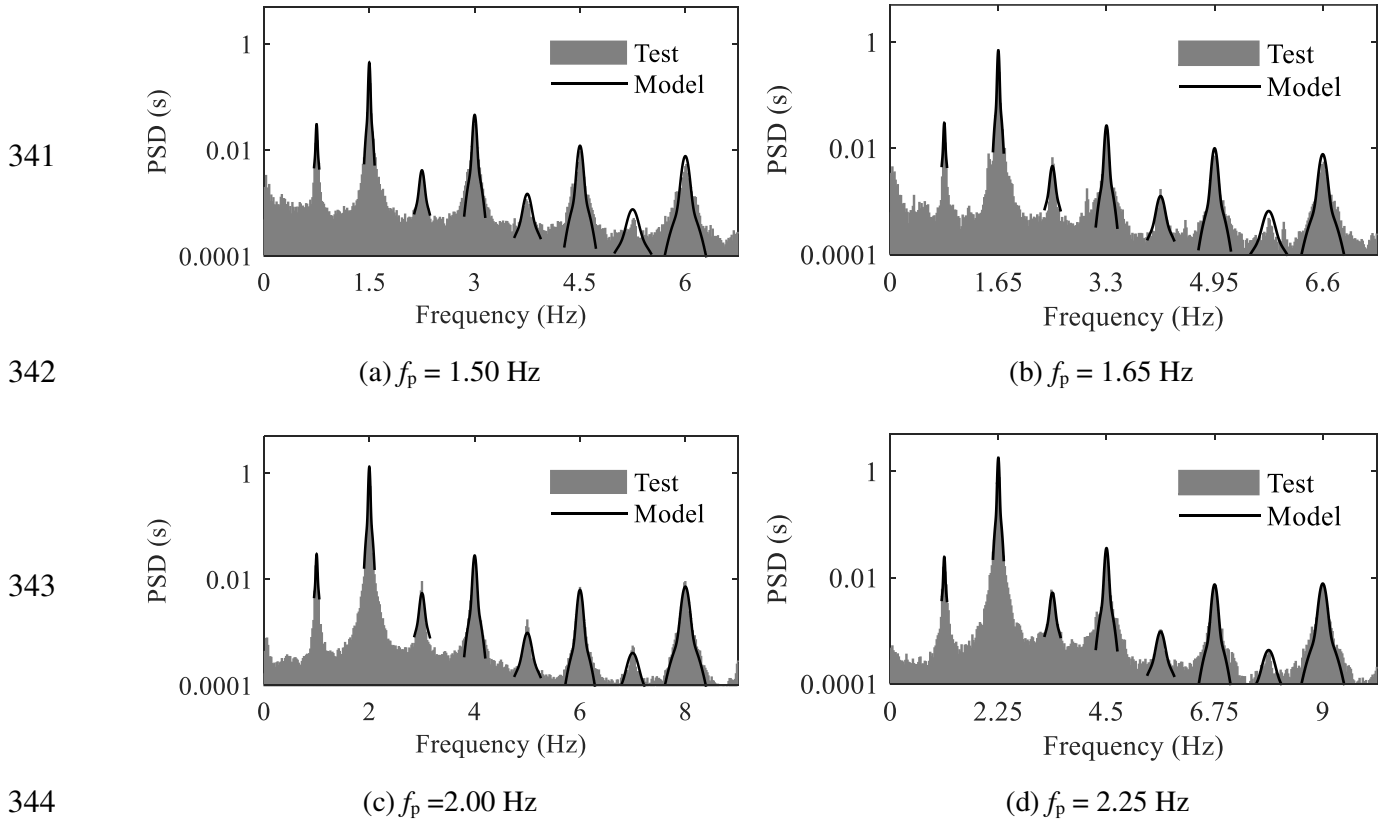 1
Test
Model
PSD (s)
0.01
0.0001
0 1.5 3 4.5 6
Frequency (Hz)
341
1
Test
Model
PSD (s)
0.01
0.0001
0 1.65 3.3 4.95 6.6
Frequency (Hz)
342
(a) fp = 1.50 Hz
(b) fp = 1.65 Hz
1
Test
Model
PSD (s)
0.01
0.0001
0 2 4 6 8
Frequency (Hz)
343
1
Test
Model
PSD (s)
0.01
0.0001
0 2.25 4.5 6.75 9
Frequency (Hz)
344
(c) fp =2.00 Hz
(d) fp = 2.25 Hz